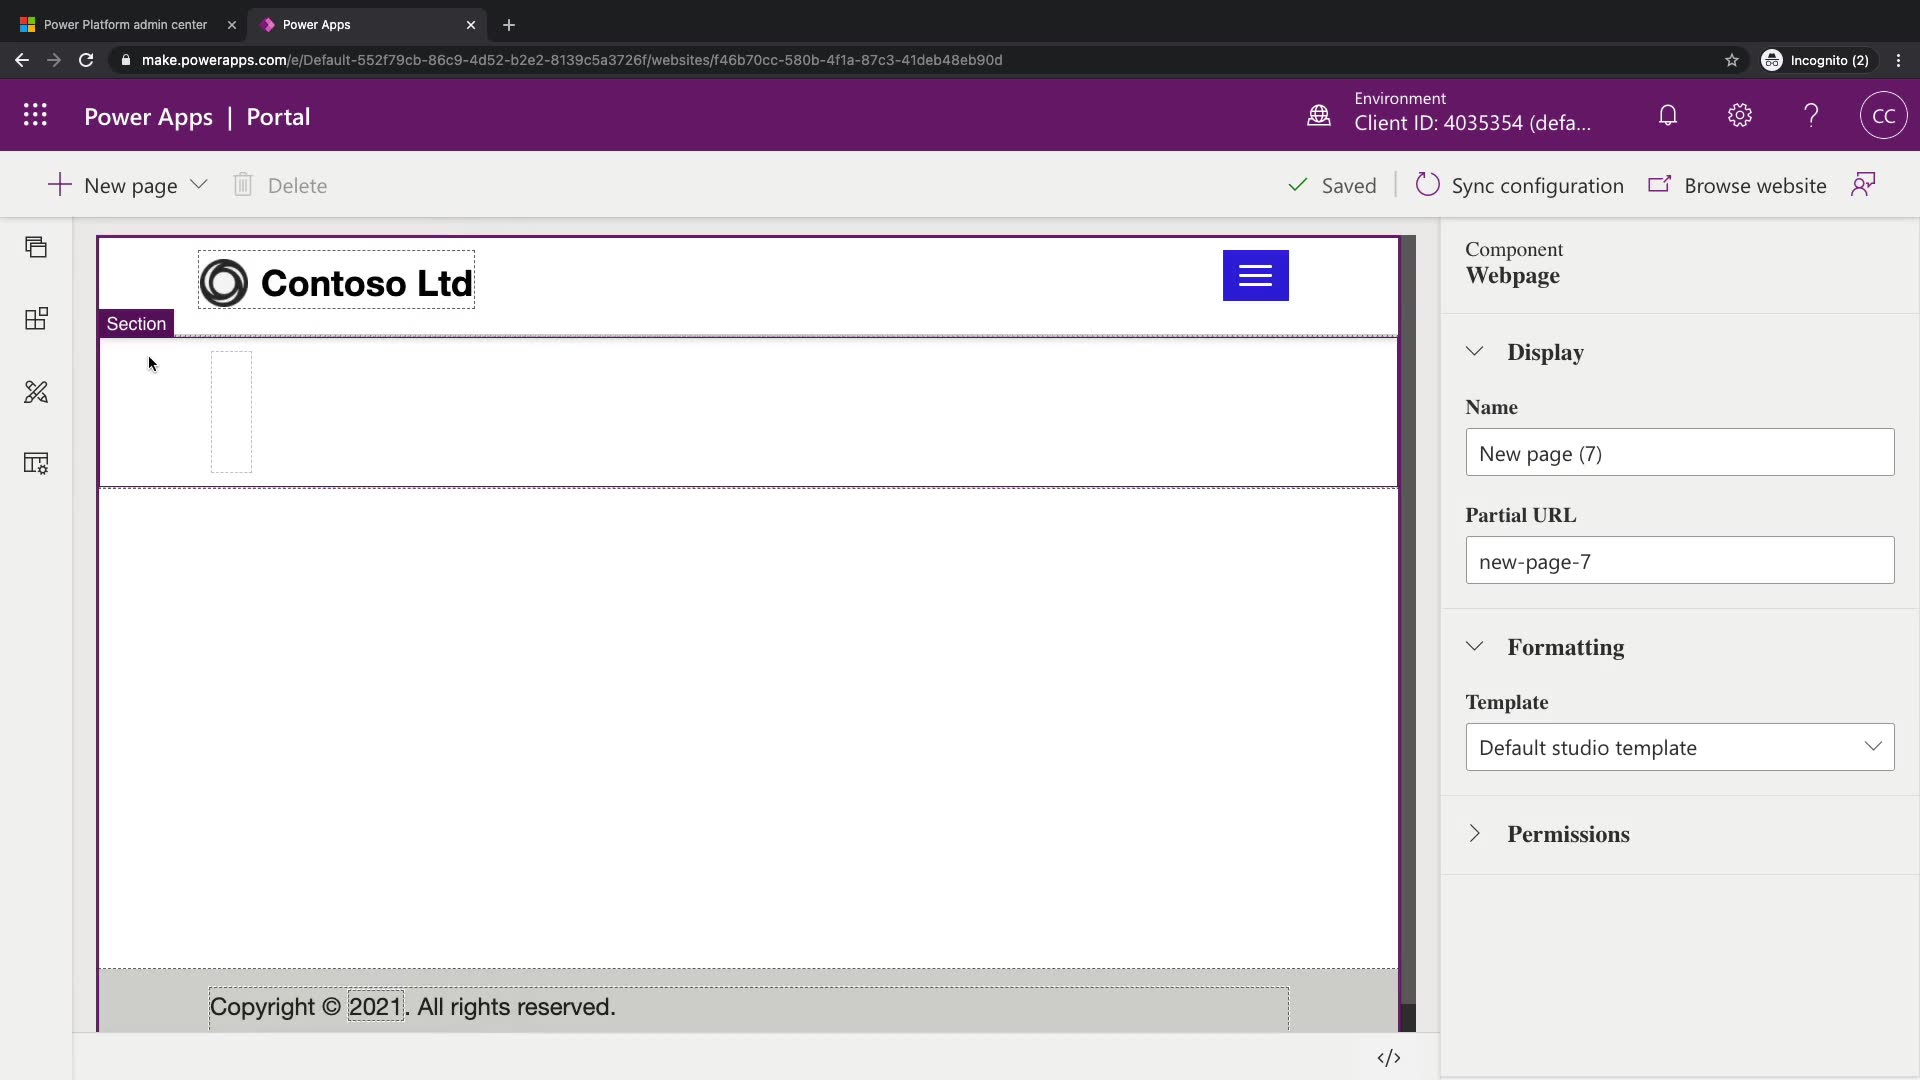 Power Platform admin center
Power Apps
make.powerapps.com/e/Default-552f79cb-86c9-4d52-b2e2-8139c5a3726f/websites/f46b70cc-580b-4f1a-87c3-41deb48eb90d
Incognito (2)
Power Apps | Portal
Environment
Client ID: 4035354 (defa...
CC
New page
Delete
Saved
Sync configuration
Browse website
Contoso Ltd
Section
Component
Webpage
Display
Name
New page (7)
Partial URL
new-page-7
Formatting
Template
Default studio template
Permissions
Copyright © 2021. All rights reserved.